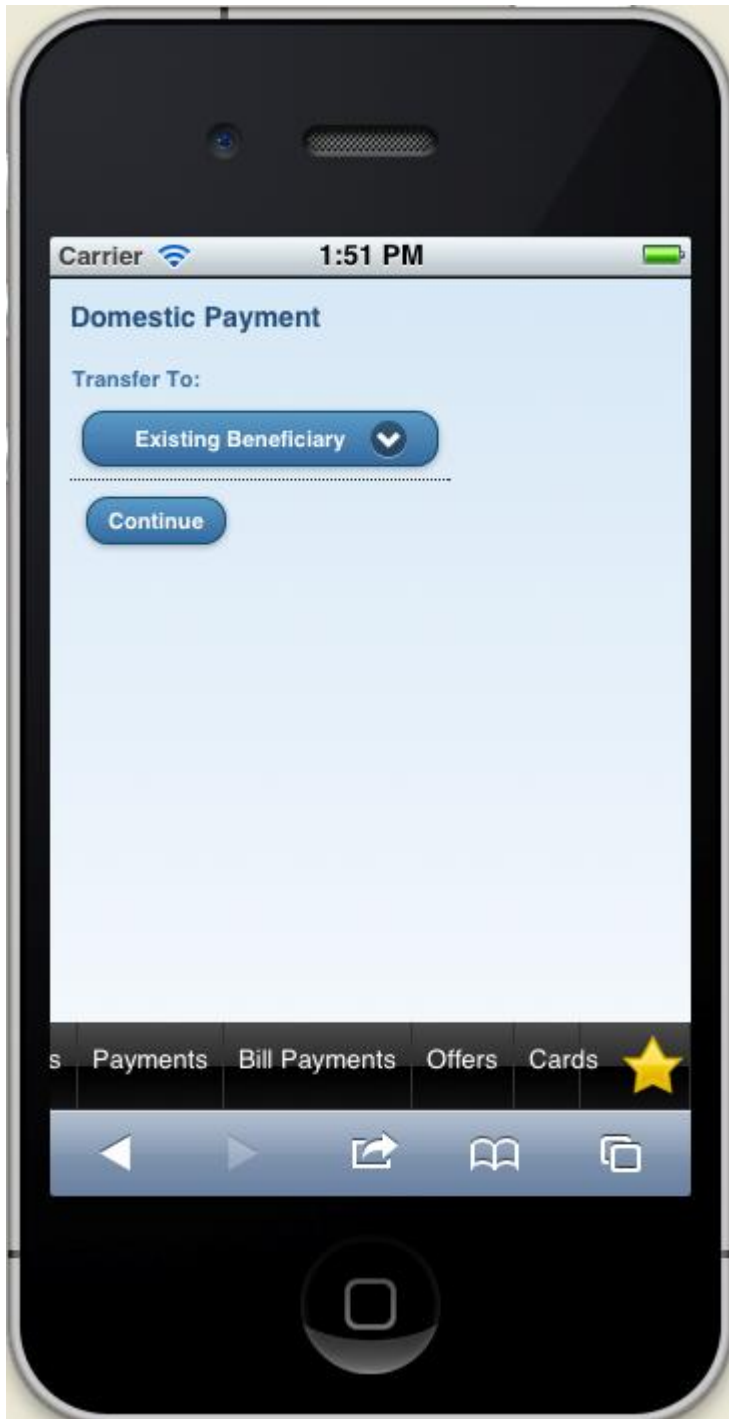 Carrier 1:51 PM
Domestic Payment
Transfer To:
Existing Beneficiary
Continue
s Payments Bill Payments Offers Cards